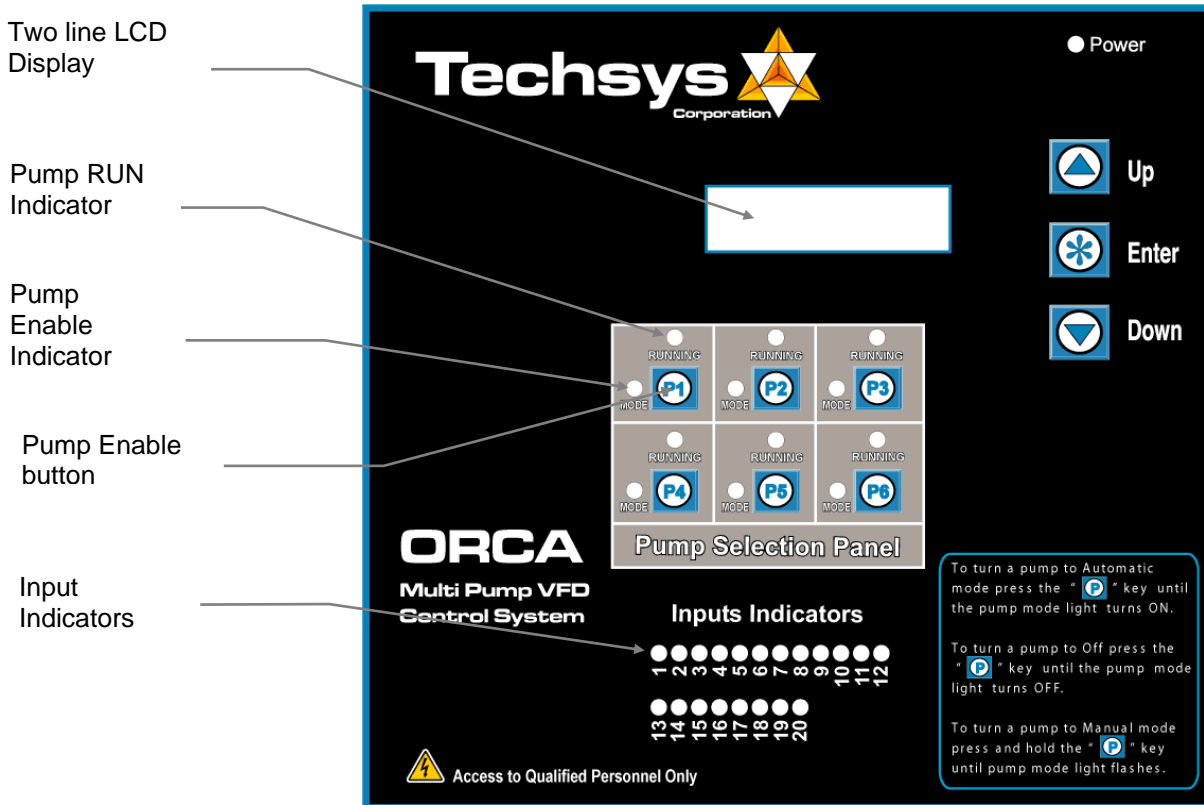 Two line LCD
Display
Pump RUN
Indicator
Pump
Enable
Indicator
Pump Enable
button
Input
Indicators
Techsys
Corporation
Power
Up
Enter
Down
RUNNING
RUNNING
RUNNING
P1
P2
P3
MODE
MODE
MODE
RUNNING
RUNNING
RUNNING
P4
P5
P6
MODE
MODE
MODE
Pump Selection Panel
ORCA
Multi Pump VFD
Control System
Inputs Indicators
1 2 3 4 5 6 7 8 9 10 11 12
13 14 15 16 17 18 19 20
Access to Qualified Personnel Only
To turn a pump to Automatic
mode press the " P " key until
the pump mode light turns ON.
To turn a pump to Off press the
" P " key until the pump mode
light turns OFF.
To turn a pump to Manual mode
press and hold the " P " key
until pump mode light flashes.